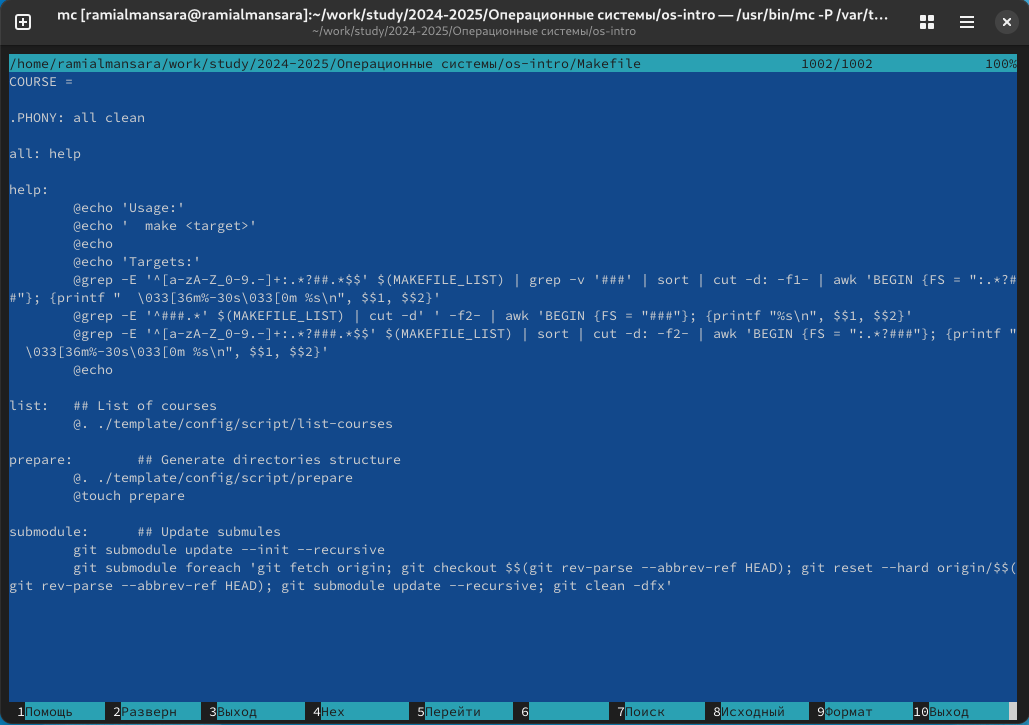 mc [ramialmansara@ramialmansara]:~/work/study/2024-2025/Операционные системы/os-intro — /usr/bin/mc -P /var/t…
~/work/study/2024-2025/Операционные системы/os-intro
/home/ramialmansara/work/study/2024-2025/Операционные системы/os-intro/Makefile 1002/1002 100%
COURSE =
.PHONY: all clean
all: help
help:
@echo 'Usage:'
@echo '  make <target>'
@echo
@echo 'Targets:'
@grep -E '^[a-zA-Z_0-9.-]+:.*?##.*$$' $(MAKEFILE_LIST) | grep -v '###' | sort | cut -d: -f1- | awk 'BEGIN {FS = ":.*?#
#"}; {printf "  \033[36m%-30s\033[0m %s\n", $$1, $$2}'
@grep -E '^###.*' $(MAKEFILE_LIST) | cut -d' ' -f2- | awk 'BEGIN {FS = "###"}; {printf "%s\n", $$1, $$2}'
@grep -E '^[a-zA-Z_0-9.-]+:.*?###.*$$' $(MAKEFILE_LIST) | sort | cut -d: -f2- | awk 'BEGIN {FS = ":.*?###"}; {printf "
\033[36m%-30s\033[0m %s\n", $$1, $$2}'
@echo
list:   ## List of courses
@. ./template/config/script/list-courses
prepare:        ## Generate directories structure
@. ./template/config/script/prepare
@touch prepare
submodule:      ## Update submules
git submodule update --init --recursive
git submodule foreach 'git fetch origin; git checkout $$(git rev-parse --abbrev-ref HEAD); git reset --hard origin/$$(
git rev-parse --abbrev-ref HEAD); git submodule update --recursive; git clean -dfx'
1Помощь 2Разверн 3Выход 4Hex 5Перейти 6 7Поиск 8Исходный 9Формат 10Выход